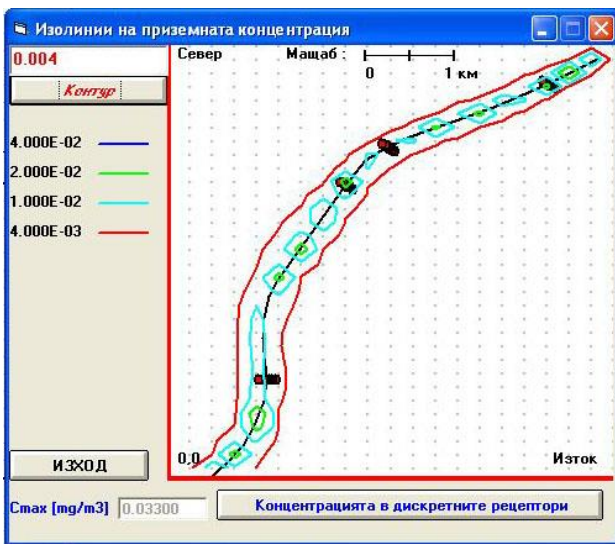 Изолинии на приземната концентрация
0.004
Север
Мащаб :
0
1 км
Контур
4.000E-02
2.000E-02
1.000E-02
4.000E-03
0,0
Изток
ИЗХОД
Cmax [mg/m3]
0.03300
Концентрацията в дискретните рецептори